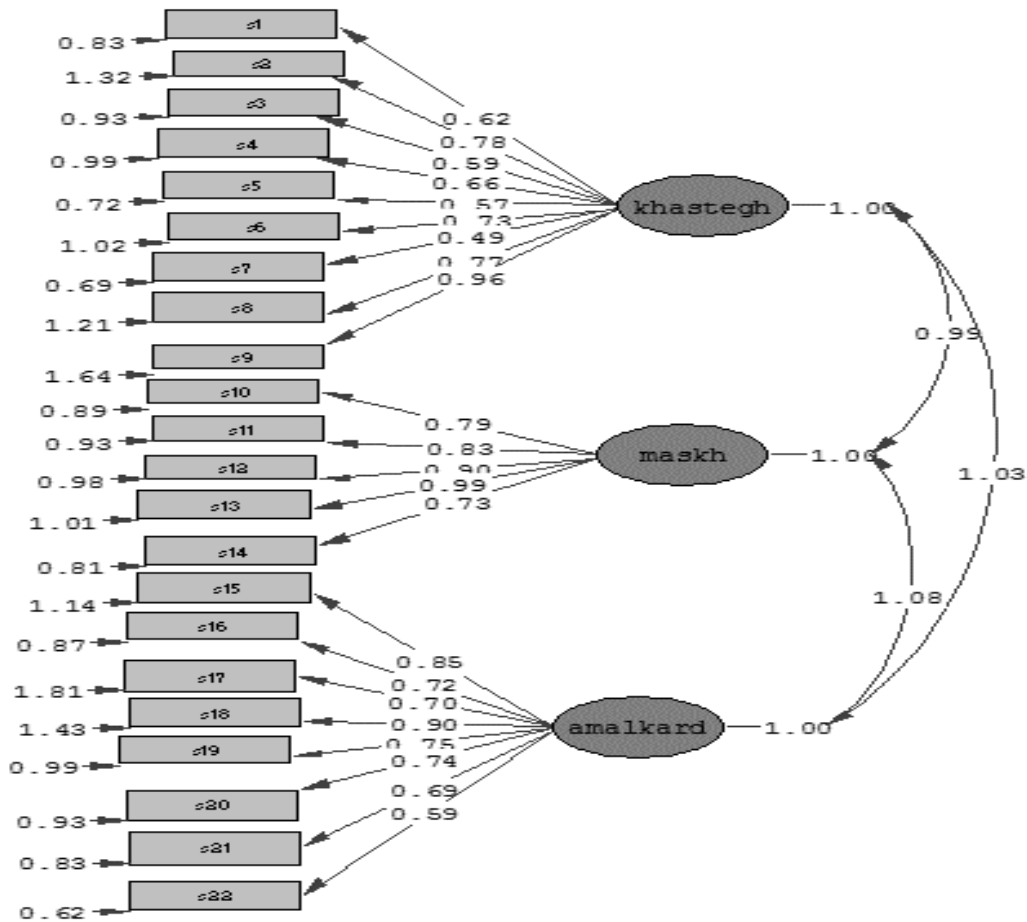 s1
0.83
s2
1.32
s3
0.93
s4
0.99
s5
0.72
s6
1.02
s7
0.69
s8
1.21
s9
1.64
s10
0.89
s11
0.93
s12
0.98
s13
1.01
s14
0.81
s15
1.14
s16
0.87
s17
1.81
s18
1.43
s19
0.99
s20
0.93
s21
0.83
s22
0.62
0.62
0.78
0.59
0.66
0.57
0.73
0.49
0.77
0.96
khastegh
1.00
0.79
0.83
0.90
0.99
0.73
maskh
1.00
0.85
0.72
0.70
0.90
0.75
0.74
0.69
0.59
amalkard
1.00
0.99
1.03
1.08